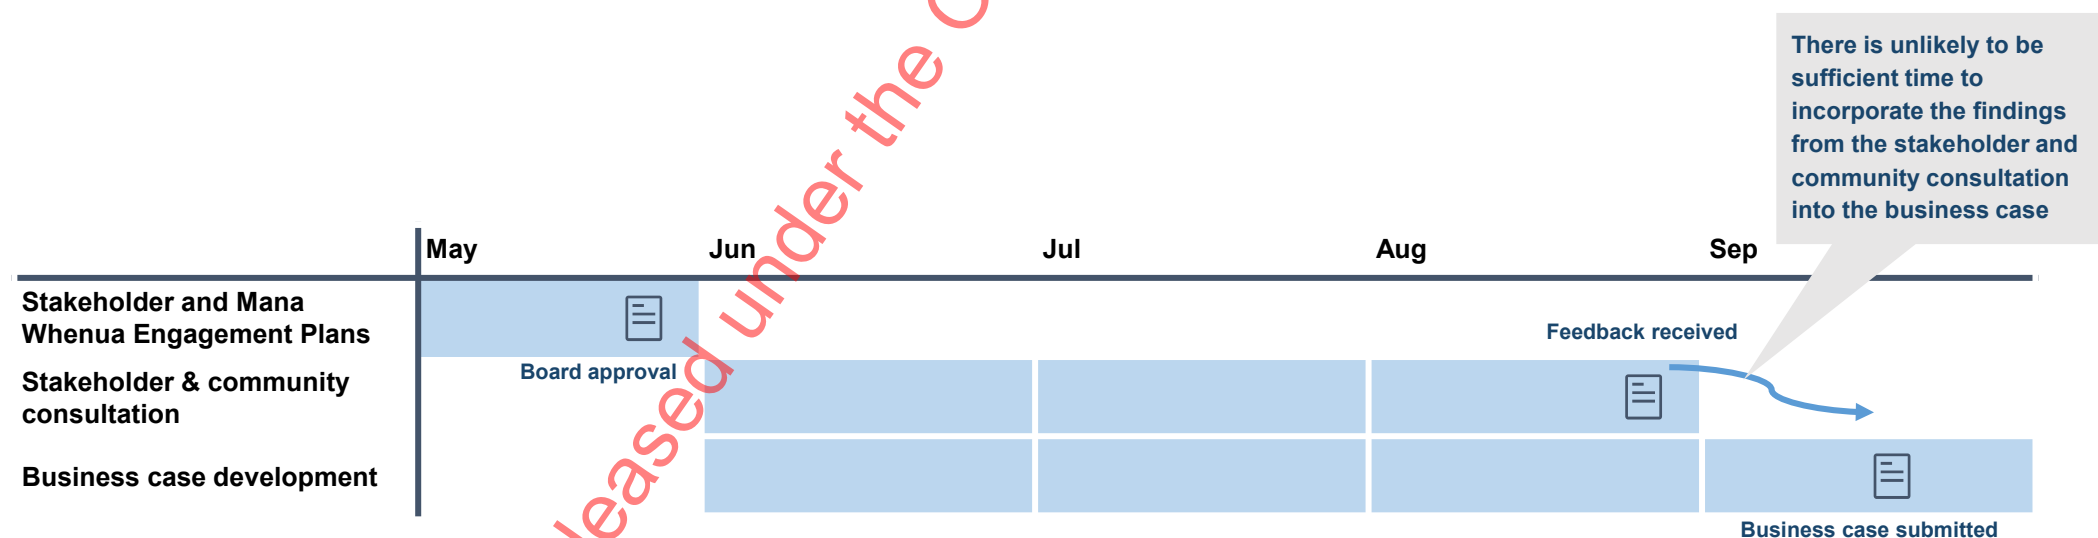 There is unlikely to be
sufficient time to
incorporate the findings
from the stakeholder and
community consultation
into the business case
May Jun Jul Aug Sep
Stakeholder and Mana
Whenua Engagement Plans
Feedback received
Board approval
Stakeholder & community
consultation
Business case development
Business case submitted
under the